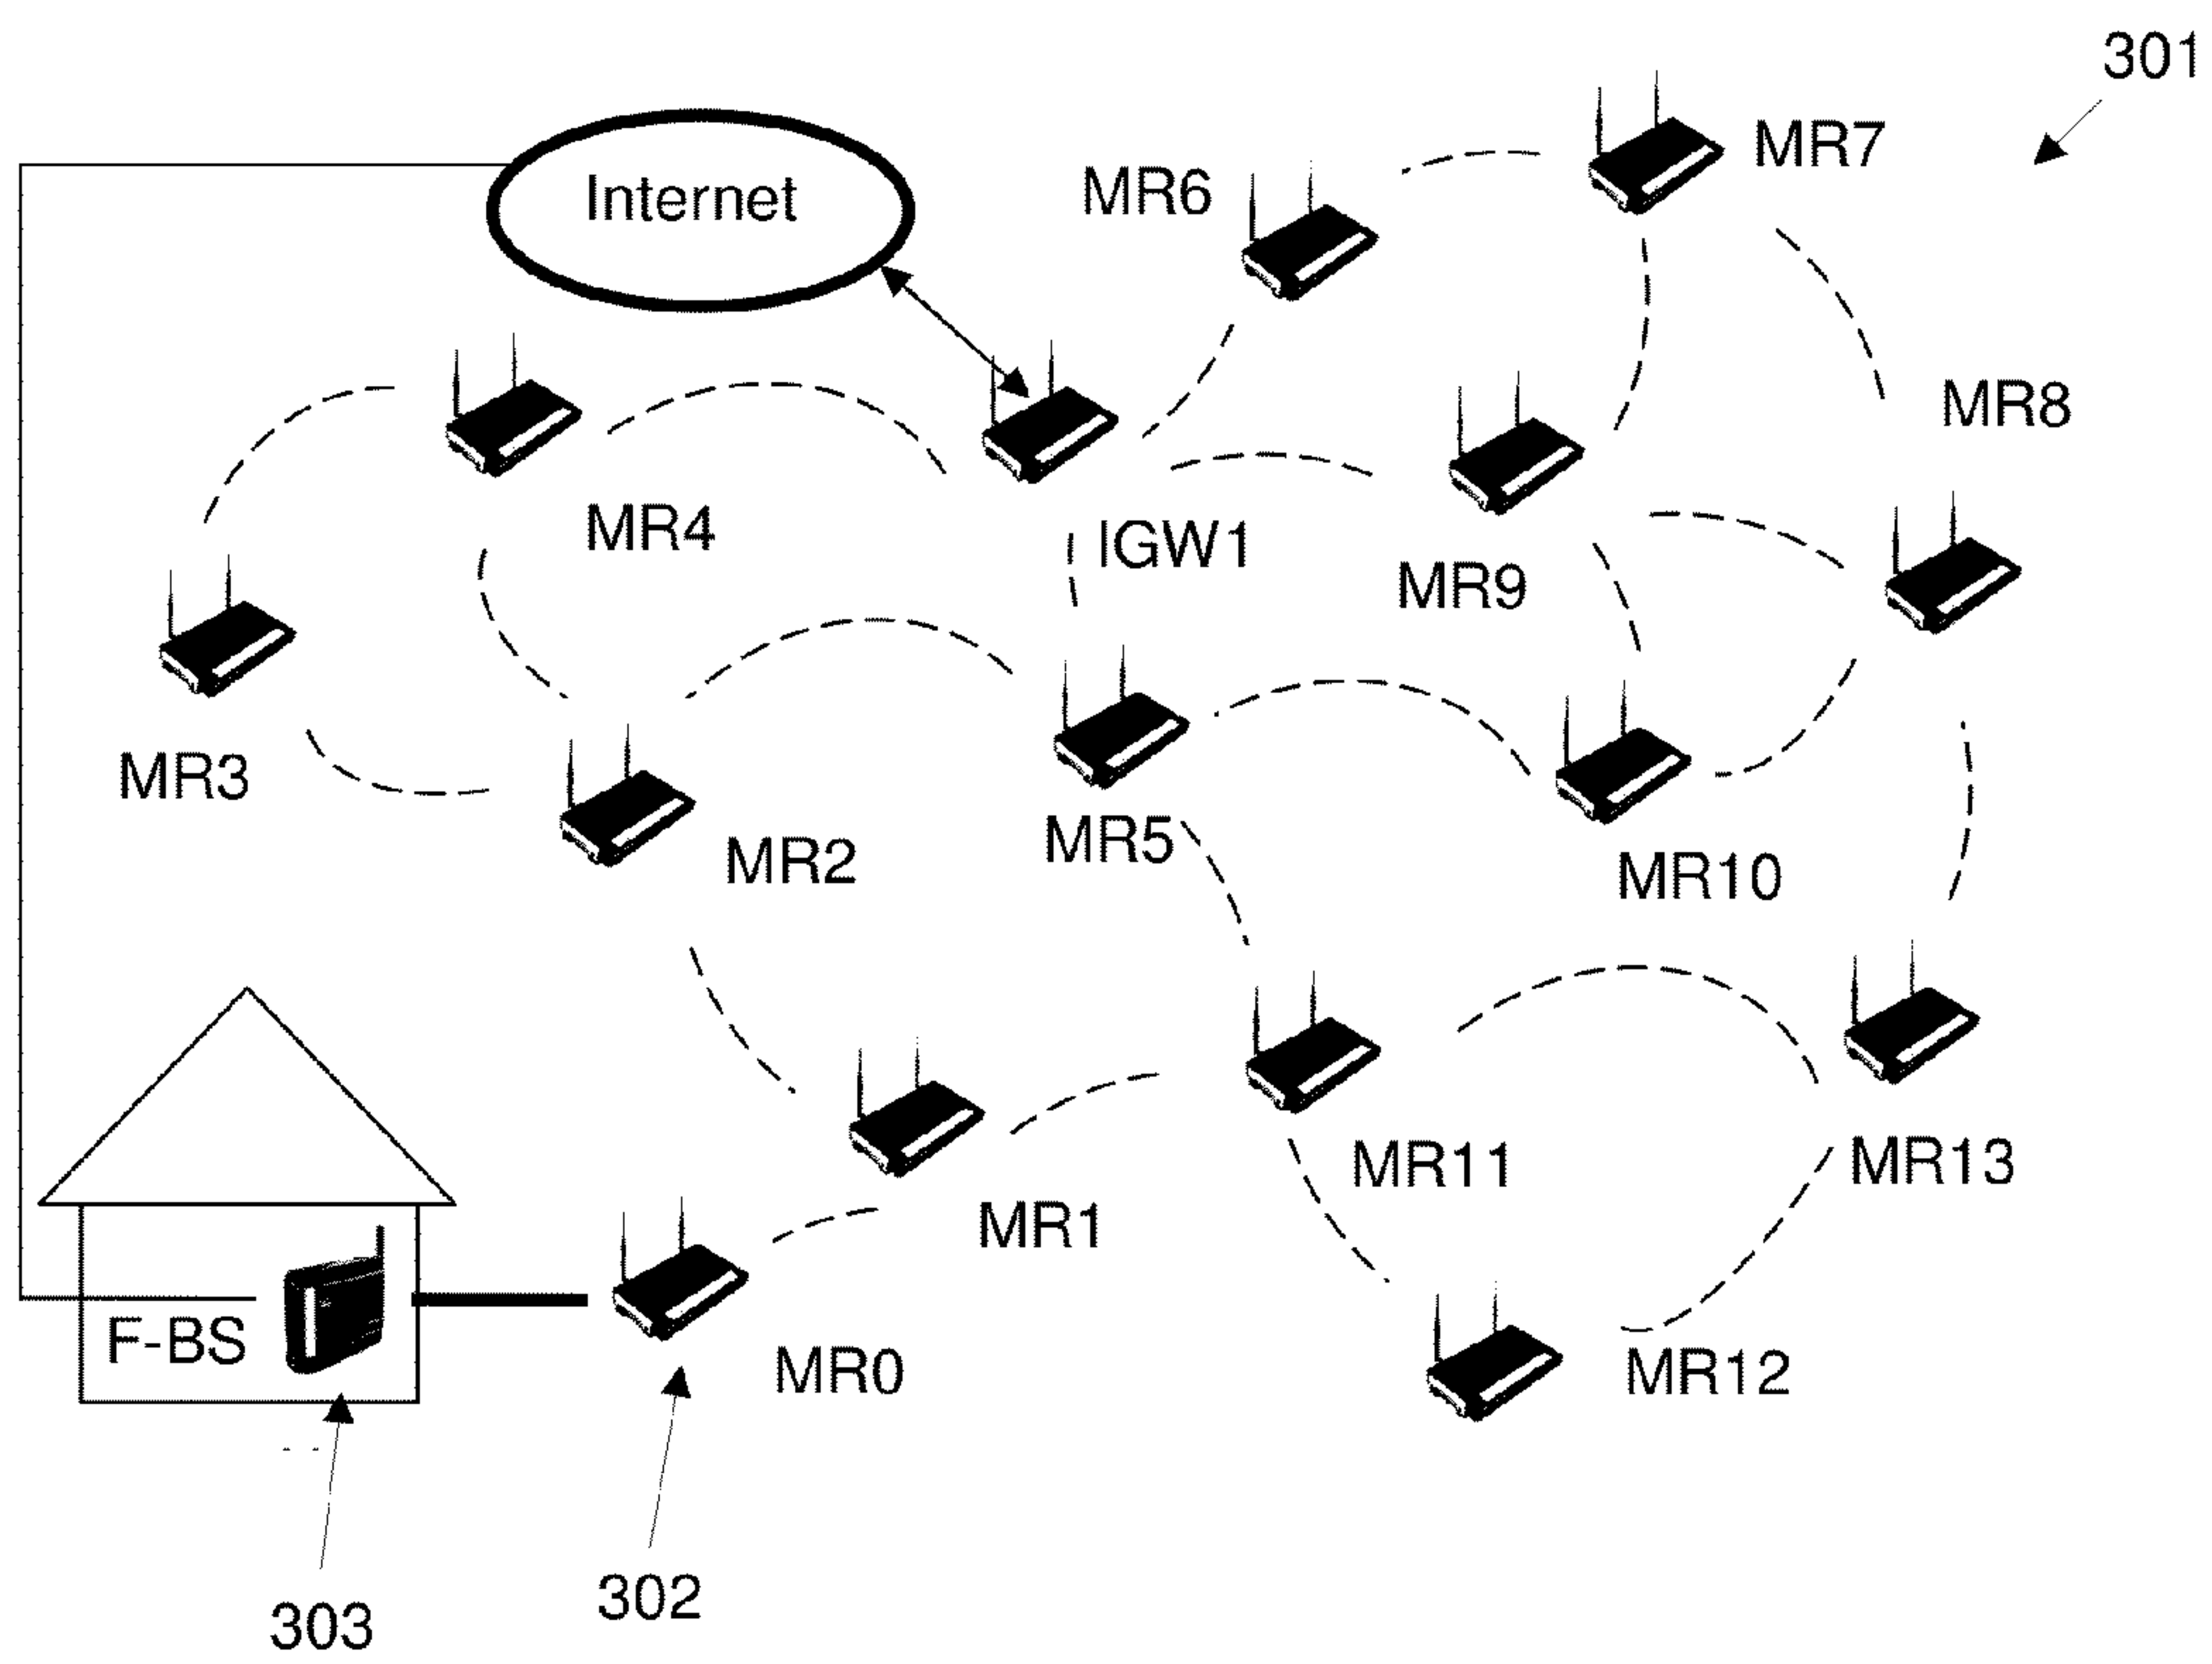 301
MR7
Internet
MR6
MR8
MR4
IGW1
MR9
MR3
MR2
MR5
MR10
MR11
MR13
MR1
F-BS
MR0
MR12
303
302